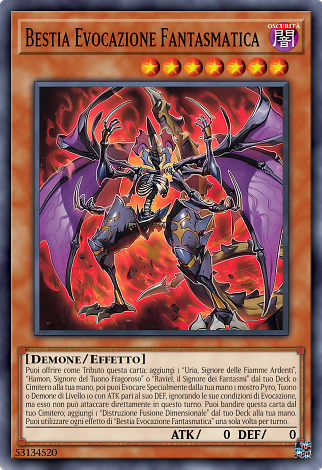 Bestia Evocazione Fantasmatica
OSCURITÀ
闇
[Demone/Effetto]
Puoi offrire come Tributo questa carta; aggiungi 1 "Uria, Signore delle Fiamme Ardenti",
"Hamon, Signore del Tuono Fragoroso" o "Raviel, il Signore dei Fantasmi" dal tuo Deck o
Cimitero alla tua mano, poi puoi Evocare Specialmente dalla tua mano 1 mostro Pyro, Tuono
o Demone di Livello 10 con ATK pari al suo DEF, ignorando le sue condizioni di Evocazione,
ma esso non può attaccare direttamente in questo turno. Puoi bandire questa carta dal
tuo Cimitero; aggiungi 1 "Distruzione Fusione Dimensionale" dal tuo Deck alla tua mano.
Puoi utilizzare ogni effetto di "Bestia Evocazione Fantasmatica" una sola volta per turno.
ATK/ 0 DEF/ 0
53134520